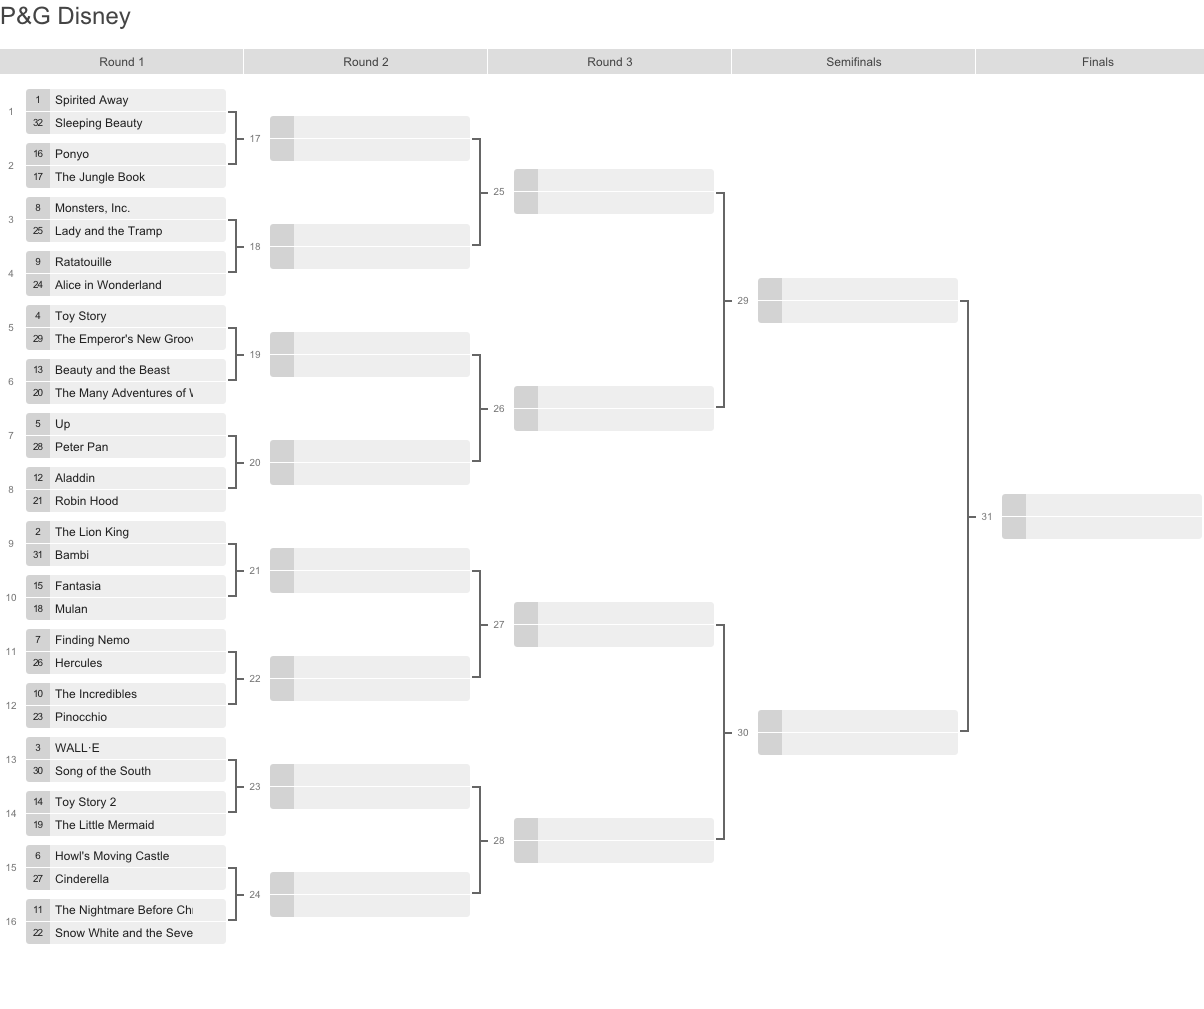 P&G Disney
Round 1 Round 2 Round 3 Semifinals Finals
1
1 Spirited Away
32 Sleeping Beauty
2
16 Ponyo
17 The Jungle Book
17
3
8 Monsters, Inc.
25 Lady and the Tramp
4
9 Ratatouille
24 Alice in Wonderland
18
25
5
4 Toy Story
29 The Emperor's New Groov
6
13 Beauty and the Beast
20 The Many Adventures of
19
7
5 Up
28 Peter Pan
8
12 Aladdin
21 Robin Hood
20
26
29
9
2 The Lion King
31 Bambi
10
15 Fantasia
18 Mulan
21
11
7 Finding Nemo
26 Hercules
12
10 The Incredibles
23 Pinocchio
22
27
13
3 WALL·E
30 Song of the South
14
14 Toy Story 2
19 The Little Mermaid
23
15
6 Howl's Moving Castle
27 Cinderella
16
11 The Nightmare Before Chr
22 Snow White and the Seve
24
28
30
31